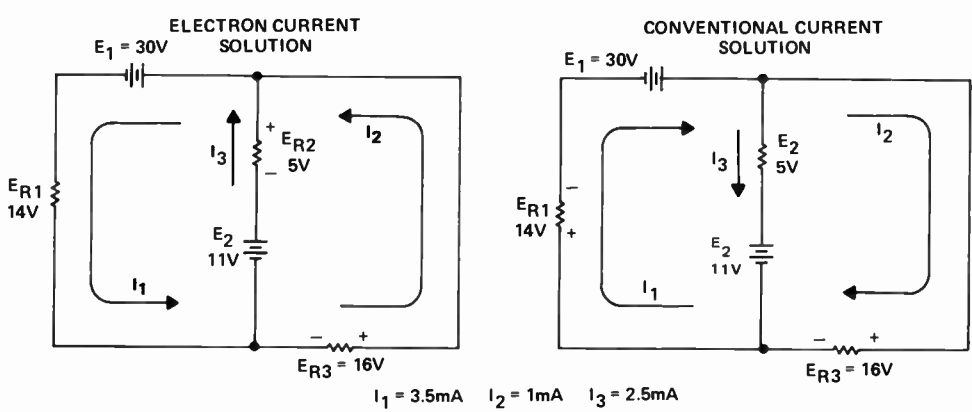 ELECTRON CURRENT
SOLUTION
E1 = 30V
+
ER2
5V
−
I3
I2
ER1
14V
E2
11V
I1
− +
ER3 = 16V
CONVENTIONAL CURRENT
SOLUTION
E1 = 30V
E2
5V
I3
I2
−
ER1
14V
+
E2
11V
I1
− +
ER3 = 16V
I1 = 3.5mA I2 = 1mA I3 = 2.5mA